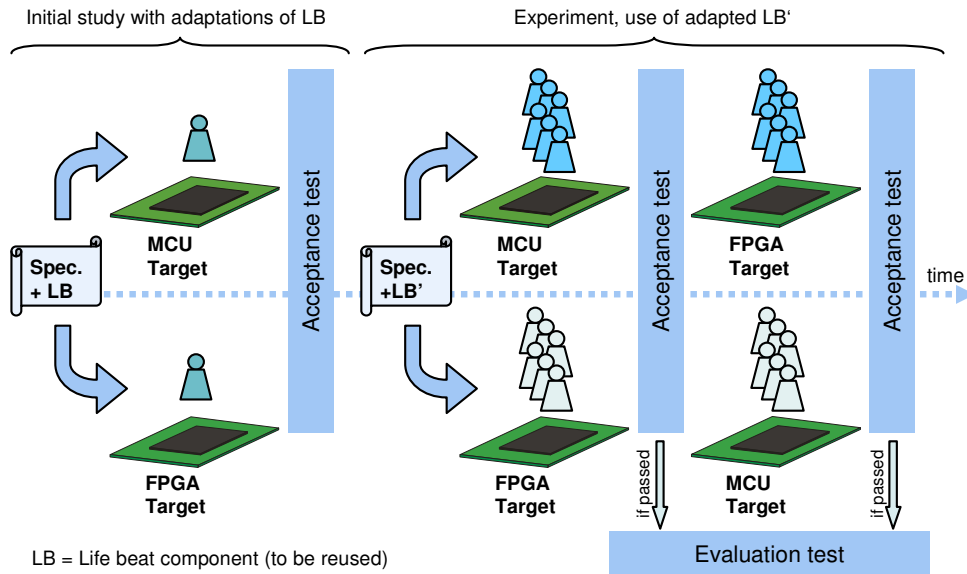 Initial study with adaptations of LB
Experiment, use of adapted LB‘
MCU
Target
Spec.
+ LB
FPGA
Target
Acceptance test
MCU
Target
Spec.
+LB’
FPGA
Target
Acceptance test
FPGA
Target
MCU
Target
Acceptance test
time
if passed
if passed
Evaluation test
LB = Life beat component (to be reused)